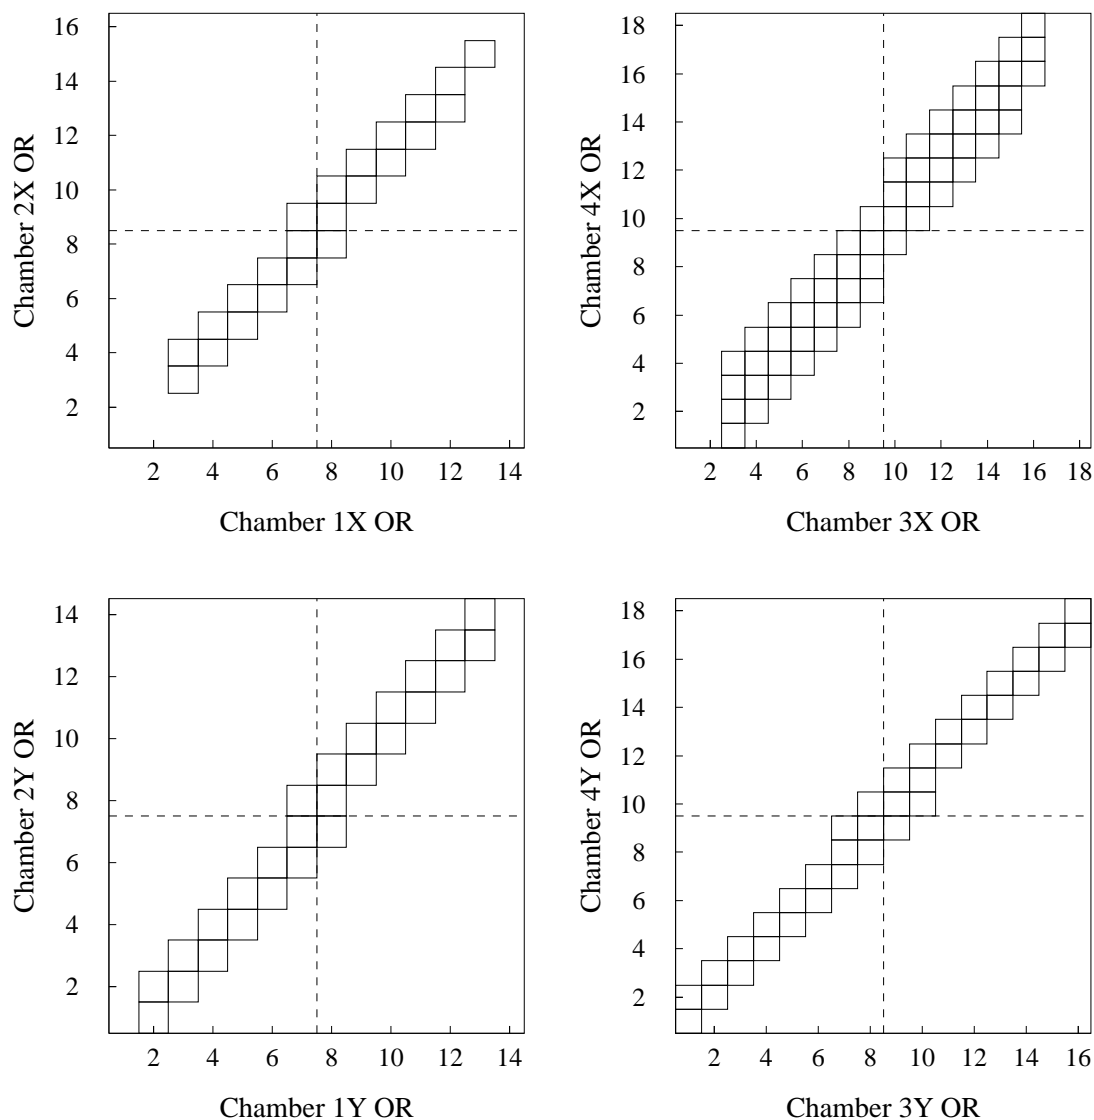 16
14
12
10
8
6
4
2
Chamber 2X OR
2 4 6 8 10 12 14
Chamber 1X OR
18
16
14
12
10
8
6
4
2
Chamber 4X OR
2 4 6 8 10 12 14 16 18
Chamber 3X OR
14
12
10
8
6
4
2
Chamber 2Y OR
2 4 6 8 10 12 14
Chamber 1Y OR
18
16
14
12
10
8
6
4
2
Chamber 4Y OR
2 4 6 8 10 12 14 16
Chamber 3Y OR